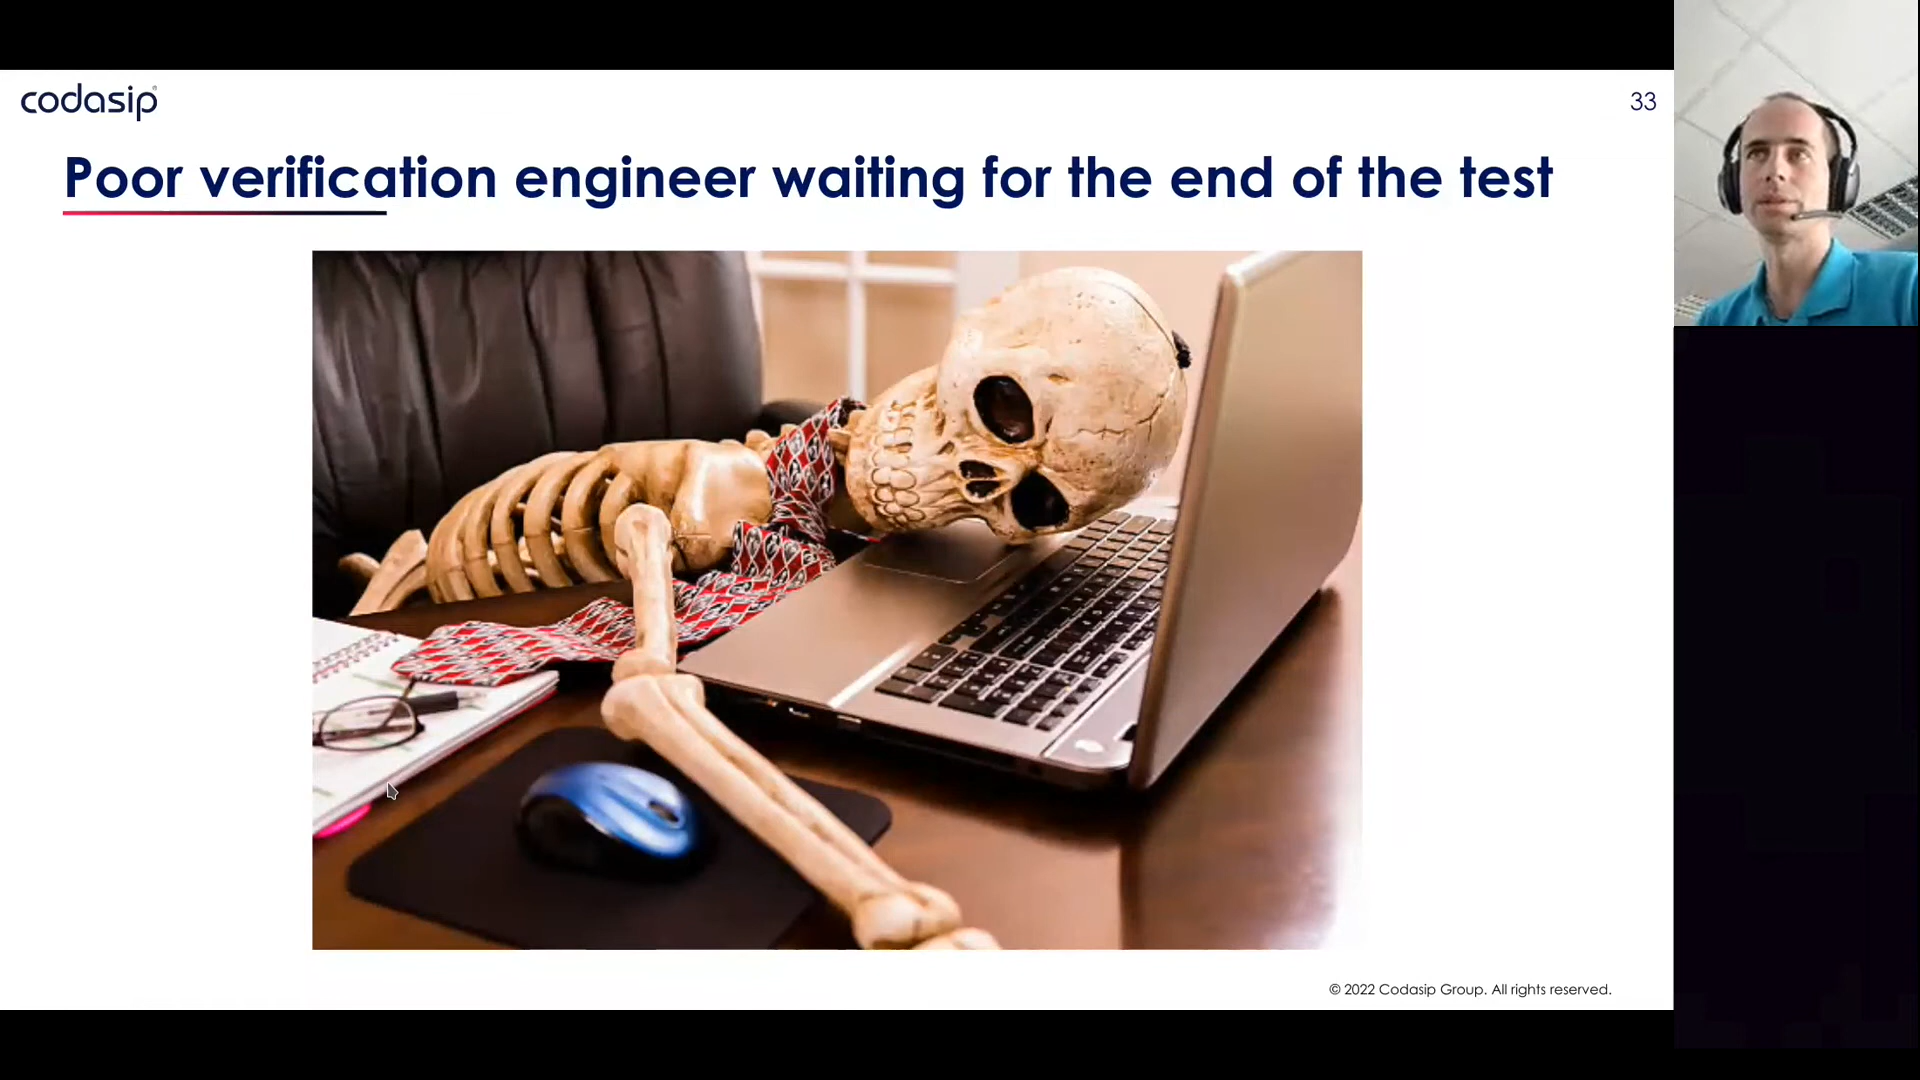 codasip
33
Poor verification engineer waiting for the end of the test
© 2022 Codasip Group. All rights reserved.